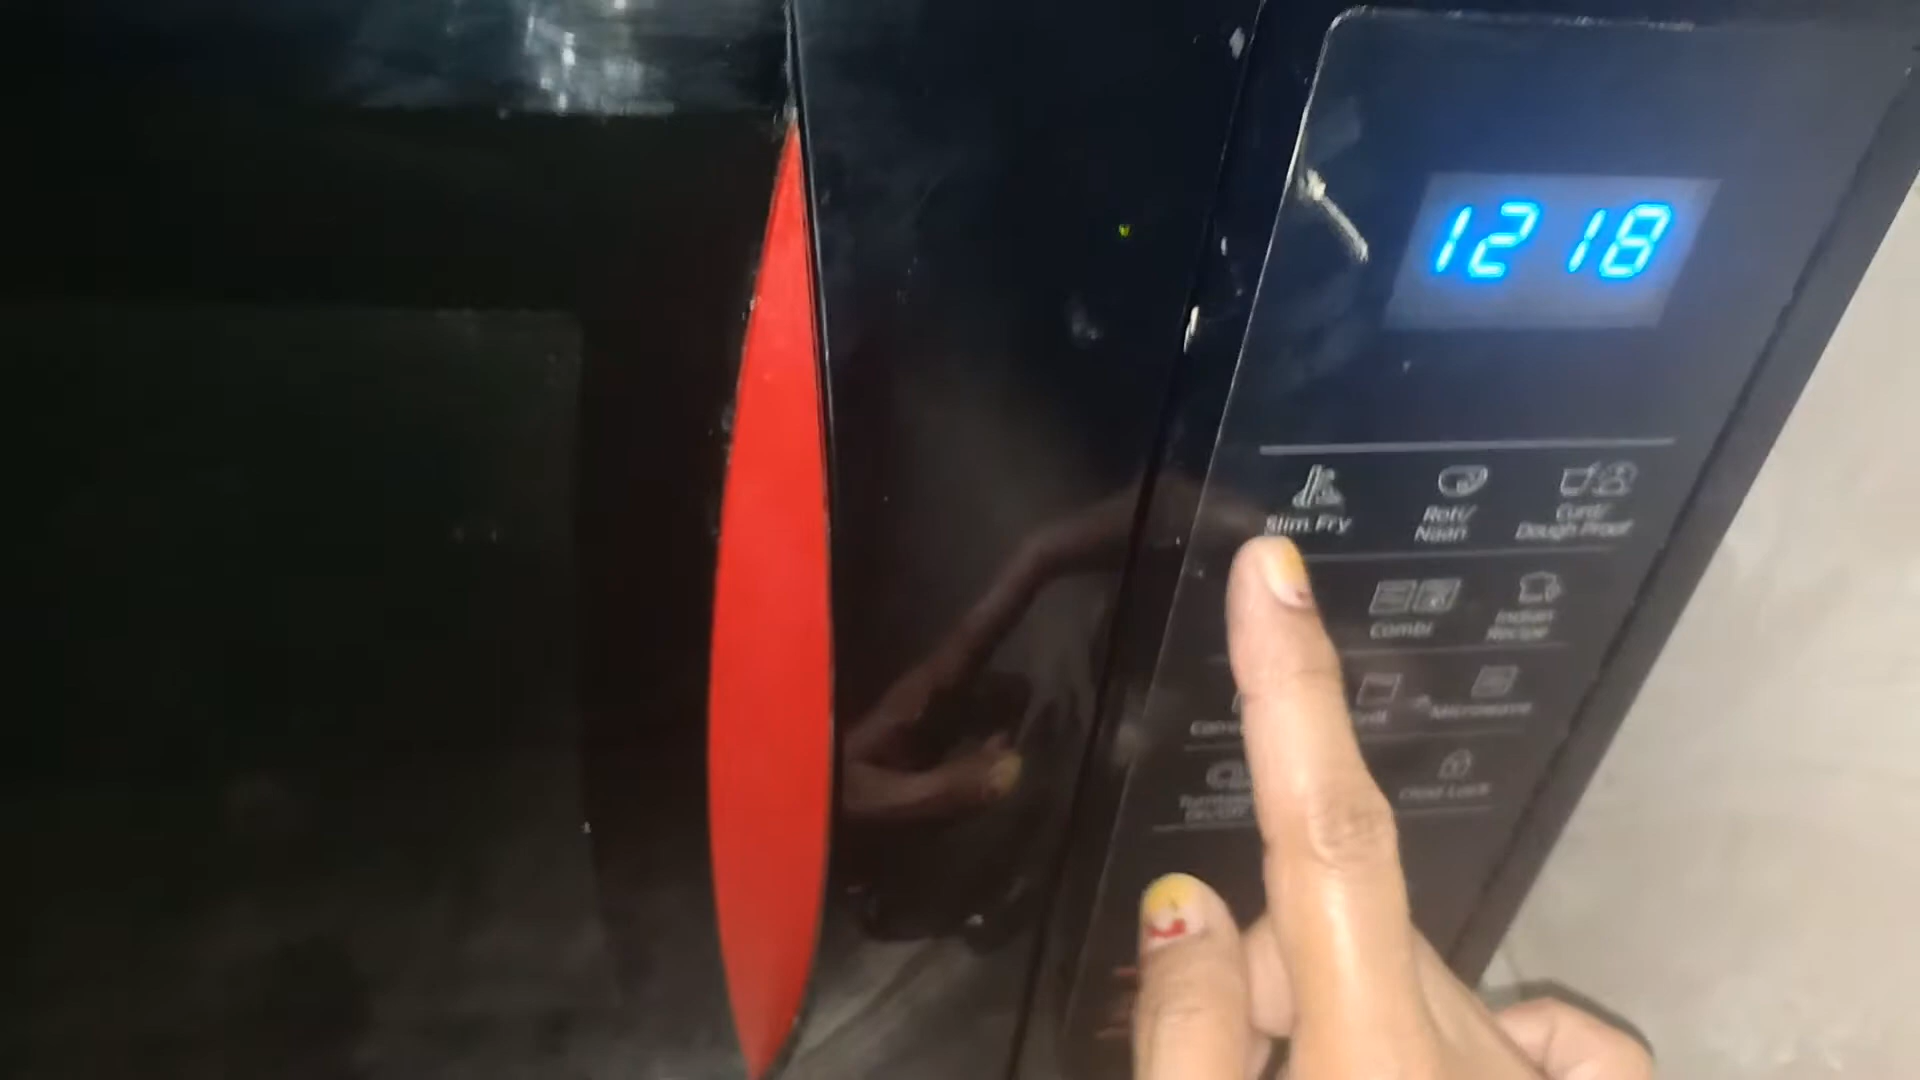 12 18
Slim Fry
Roti/
Naan
Curd/
Dough Proof
Combi
Indian
Recipe
Microwave
Child Lock